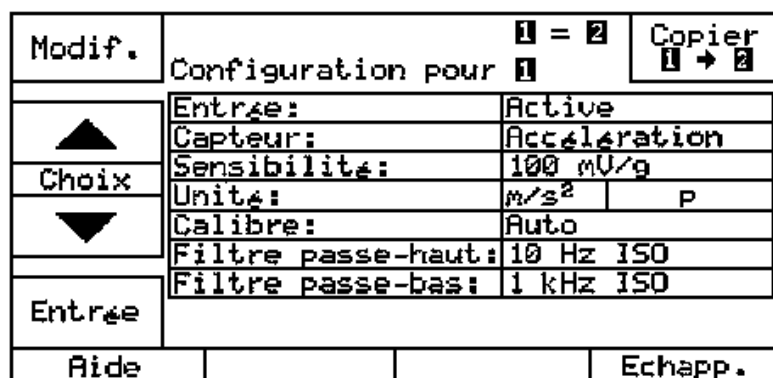 Modif.
1 = 2
Configuration pour 1
Copier
1 → 2
Choix
Entrée
Entrée: Active
Capteur: Accélération
Sensibilité: 100 mV/g
Unité: m/s² P
Calibre: Auto
Filtre passe-haut: 10 Hz ISO
Filtre passe-bas: 1 kHz ISO
Aide
Echapp.